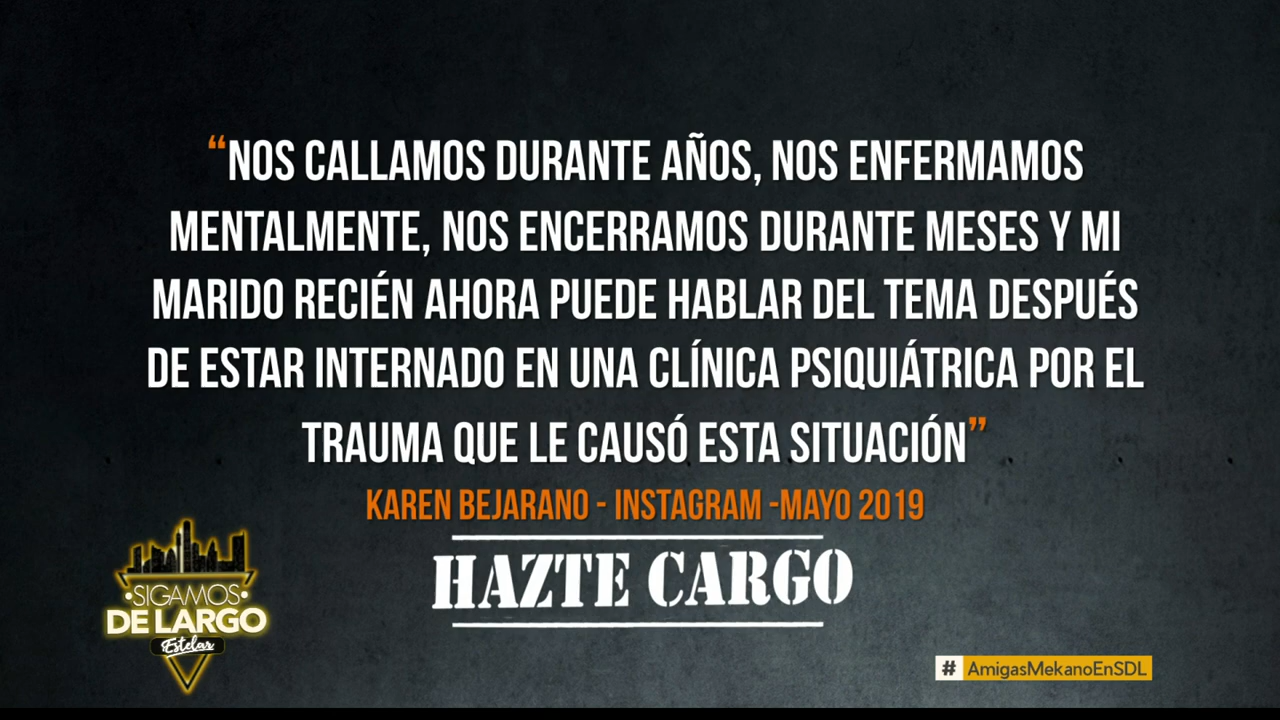 “NOS CALLAMOS DURANTE AÑOS, NOS ENFERMAMOS
MENTALMENTE, NOS ENCERRAMOS DURANTE MESES Y MI
MARIDO RECIÉN AHORA PUEDE HABLAR DEL TEMA DESPUÉS
DE ESTAR INTERNADO EN UNA CLÍNICA PSIQUIÁTRICA POR EL
TRAUMA QUE LE CAUSÓ ESTA SITUACIÓN”
KAREN BEJARANO - INSTAGRAM -MAYO 2019
HAZTE CARGO
•SIGAMOS•
DE LARGO
Estelar
# AmigasMekanoEnSDL